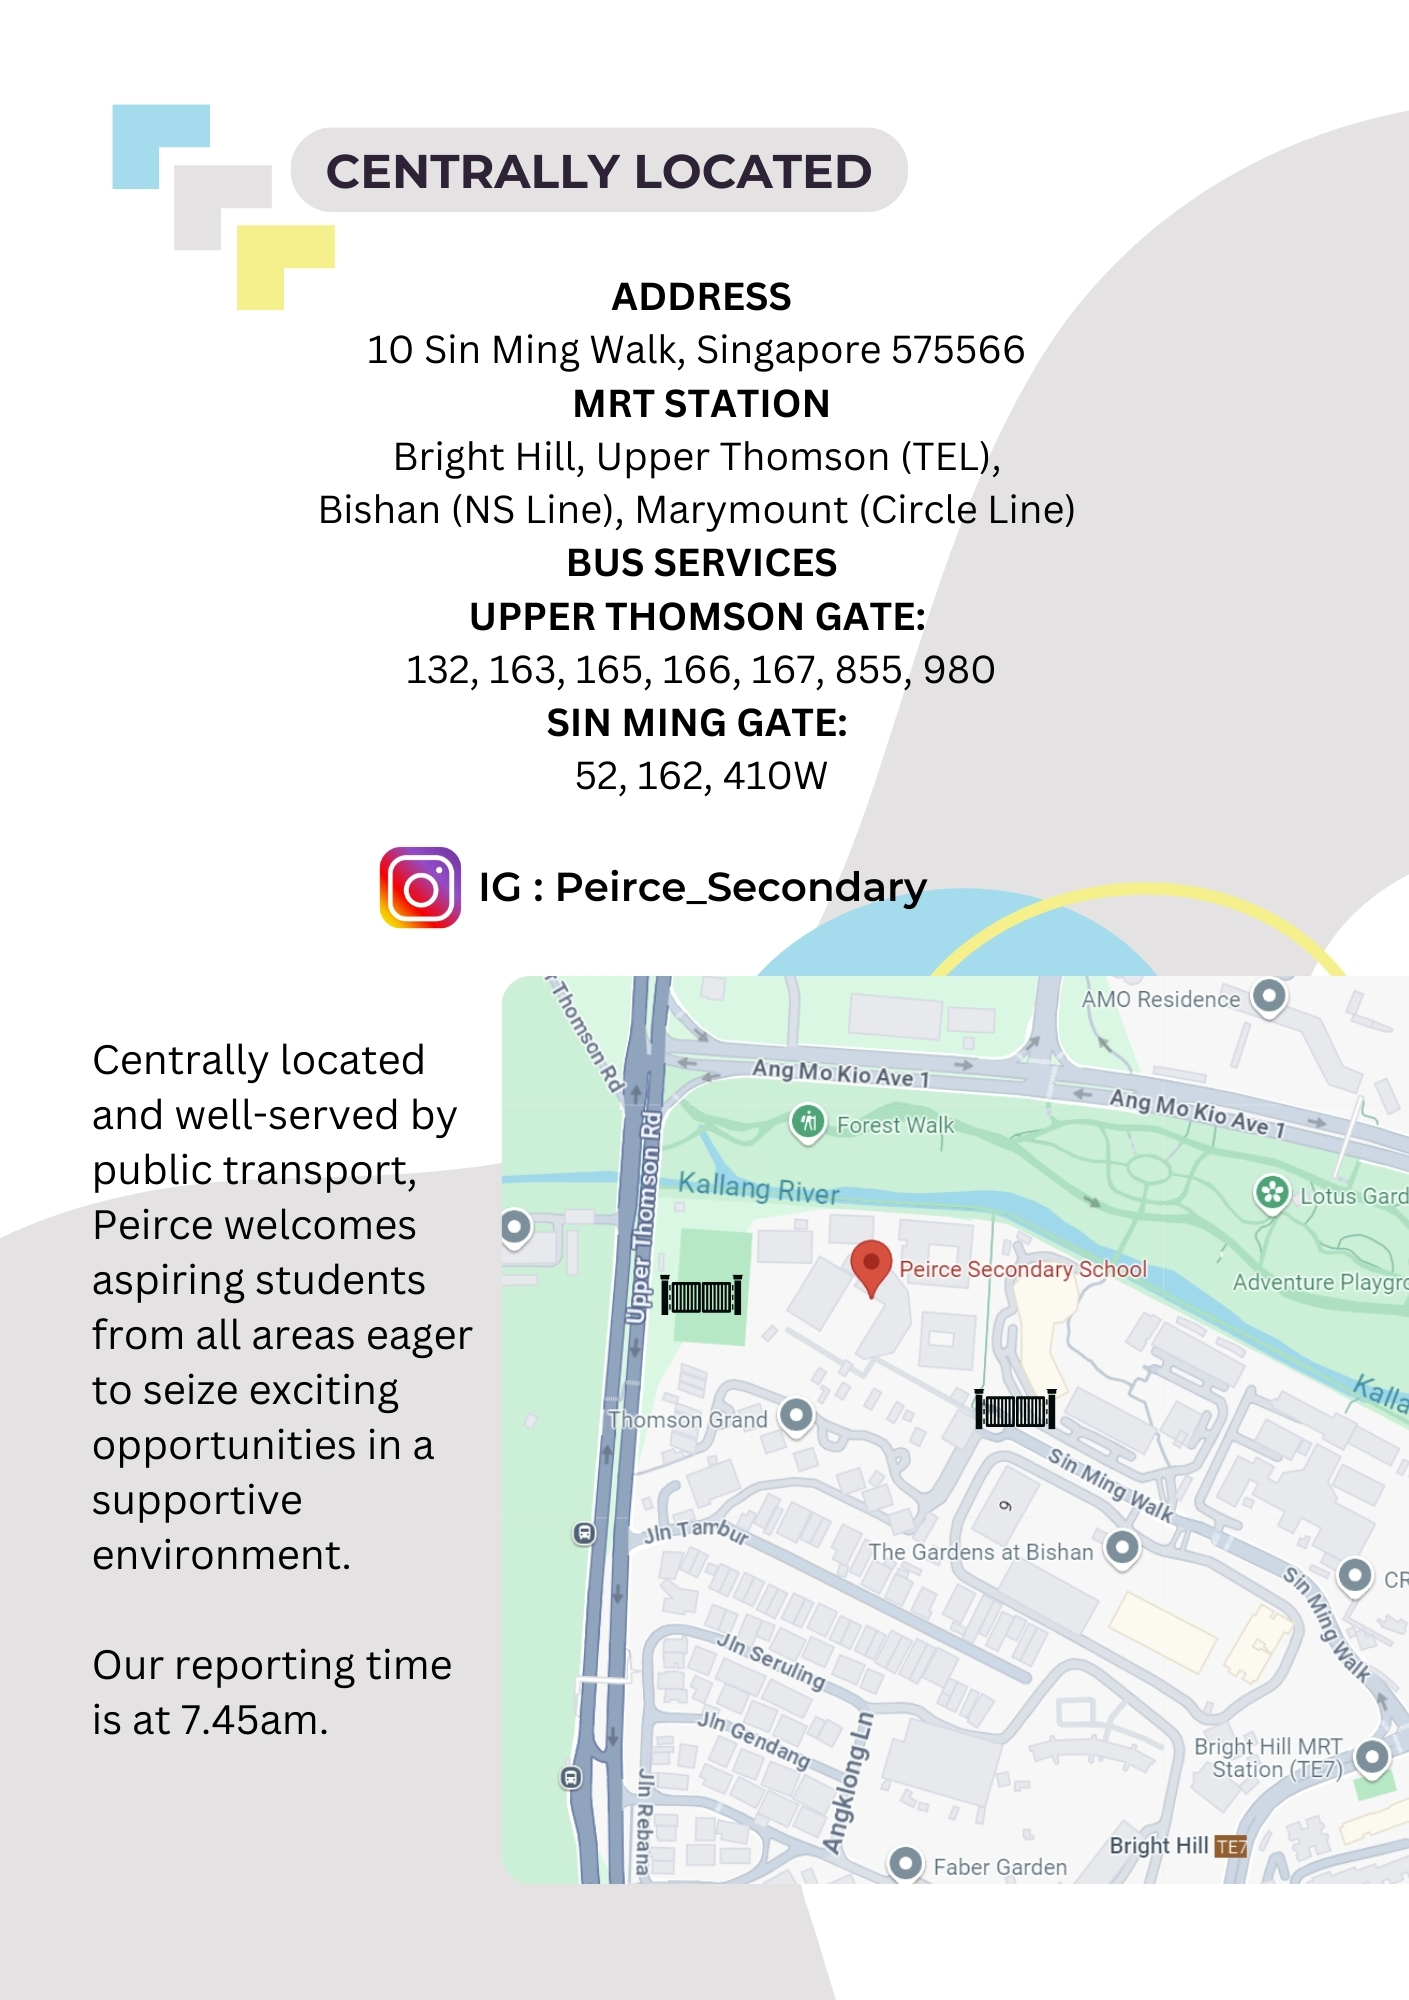 CENTRALLY LOCATED
ADDRESS
10 Sin Ming Walk, Singapore 575566
MRT STATION
Bright Hill, Upper Thomson (TEL),
Bishan (NS Line), Marymount (Circle Line)
BUS SERVICES
UPPER THOMSON GATE:
132, 163, 165, 166, 167, 855, 980
SIN MING GATE:
52, 162, 410W
IG : Peirce_Secondary
Centrally located
and well-served by
public transport,
Peirce welcomes
aspiring students
from all areas eager
to seize exciting
opportunities in a
supportive
environment.
Our reporting time
is at 7.45am.
AMO Residence
r Thomson Rd
Ang Mo Kio Ave 1
Ang Mo Kio Ave 1
Forest Walk
Upper Thomson Rd
Kallang River
Lotus Gard
Peirce Secondary School
Adventure Playgro
Kalla
Thomson Grand
Sin Ming Walk
9
Jln Tambur
The Gardens at Bishan
CR
Sin Ming Walk
Jln Seruling
Jln Gendang
Angklong Ln
Bright Hill MRT
Station (TE7)
Jln Rebana
Bright Hill TE7
Faber Garden